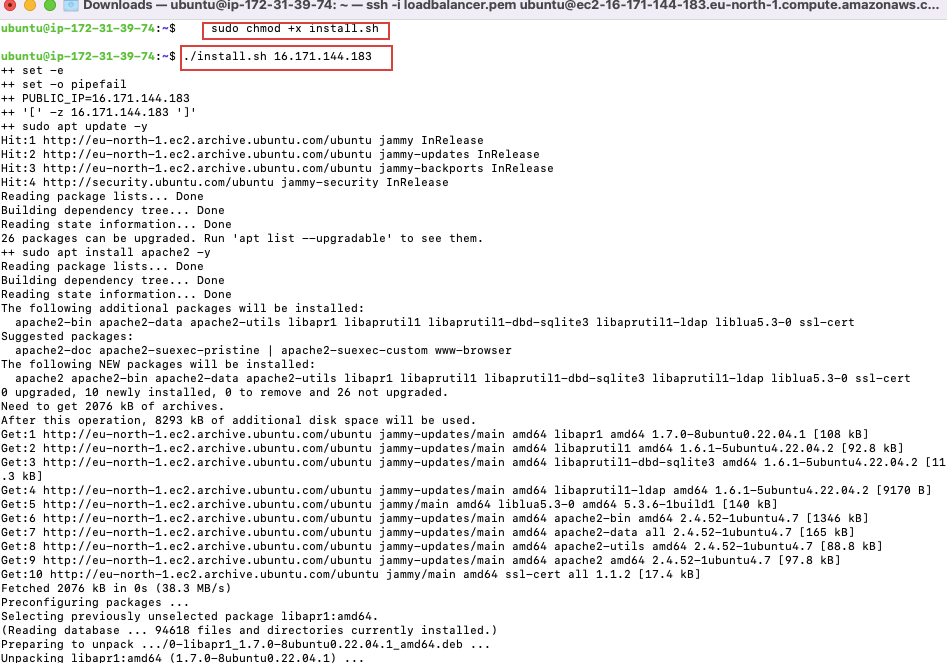 Downloads — ubuntu@ip-172-31-39-74: ~ — ssh -i loadbalancer.pem ubuntu@ec2-16-171-144-183.eu-north-1.compute.amazonaws.c...
ubuntu@ip-172-31-39-74:~$ sudo chmod +x install.sh
ubuntu@ip-172-31-39-74:~$ ./install.sh 16.171.144.183
++ set -e
++ set -o pipefail
++ PUBLIC_IP=16.171.144.183
++ '[' -z 16.171.144.183 ']'
++ sudo apt update -y
Hit:1 http://eu-north-1.ec2.archive.ubuntu.com/ubuntu jammy InRelease
Hit:2 http://eu-north-1.ec2.archive.ubuntu.com/ubuntu jammy-updates InRelease
Hit:3 http://eu-north-1.ec2.archive.ubuntu.com/ubuntu jammy-backports InRelease
Hit:4 http://security.ubuntu.com/ubuntu jammy-security InRelease
Reading package lists... Done
Building dependency tree... Done
Reading state information... Done
26 packages can be upgraded. Run 'apt list --upgradable' to see them.
++ sudo apt install apache2 -y
Reading package lists... Done
Building dependency tree... Done
Reading state information... Done
The following additional packages will be installed:
  apache2-bin apache2-data apache2-utils libapr1 libaprutil1 libaprutil1-dbd-sqlite3 libaprutil1-ldap liblua5.3-0 ssl-cert
Suggested packages:
  apache2-doc apache2-suexec-pristine | apache2-suexec-custom www-browser
The following NEW packages will be installed:
  apache2 apache2-bin apache2-data apache2-utils libapr1 libaprutil1 libaprutil1-dbd-sqlite3 libaprutil1-ldap liblua5.3-0 ssl-cert
0 upgraded, 10 newly installed, 0 to remove and 26 not upgraded.
Need to get 2076 kB of archives.
After this operation, 8293 kB of additional disk space will be used.
Get:1 http://eu-north-1.ec2.archive.ubuntu.com/ubuntu jammy-updates/main amd64 libapr1 amd64 1.7.0-8ubuntu0.22.04.1 [108 kB]
Get:2 http://eu-north-1.ec2.archive.ubuntu.com/ubuntu jammy-updates/main amd64 libaprutil1 amd64 1.6.1-5ubuntu4.22.04.2 [92.8 kB]
Get:3 http://eu-north-1.ec2.archive.ubuntu.com/ubuntu jammy-updates/main amd64 libaprutil1-dbd-sqlite3 amd64 1.6.1-5ubuntu4.22.04.2 [11
.3 kB]
Get:4 http://eu-north-1.ec2.archive.ubuntu.com/ubuntu jammy-updates/main amd64 libaprutil1-ldap amd64 1.6.1-5ubuntu4.22.04.2 [9170 B]
Get:5 http://eu-north-1.ec2.archive.ubuntu.com/ubuntu jammy/main amd64 liblua5.3-0 amd64 5.3.6-1build1 [140 kB]
Get:6 http://eu-north-1.ec2.archive.ubuntu.com/ubuntu jammy-updates/main amd64 apache2-bin amd64 2.4.52-1ubuntu4.7 [1346 kB]
Get:7 http://eu-north-1.ec2.archive.ubuntu.com/ubuntu jammy-updates/main amd64 apache2-data all 2.4.52-1ubuntu4.7 [165 kB]
Get:8 http://eu-north-1.ec2.archive.ubuntu.com/ubuntu jammy-updates/main amd64 apache2-utils amd64 2.4.52-1ubuntu4.7 [88.8 kB]
Get:9 http://eu-north-1.ec2.archive.ubuntu.com/ubuntu jammy-updates/main amd64 apache2 amd64 2.4.52-1ubuntu4.7 [97.8 kB]
Get:10 http://eu-north-1.ec2.archive.ubuntu.com/ubuntu jammy/main amd64 ssl-cert all 1.1.2 [17.4 kB]
Fetched 2076 kB in 0s (38.3 MB/s)
Preconfiguring packages ...
Selecting previously unselected package libapr1:amd64.
(Reading database ... 94618 files and directories currently installed.)
Preparing to unpack .../0-libapr1_1.7.0-8ubuntu0.22.04.1_amd64.deb ...
Unpacking libapr1:amd64 (1.7.0-8ubuntu0.22.04.1) ...